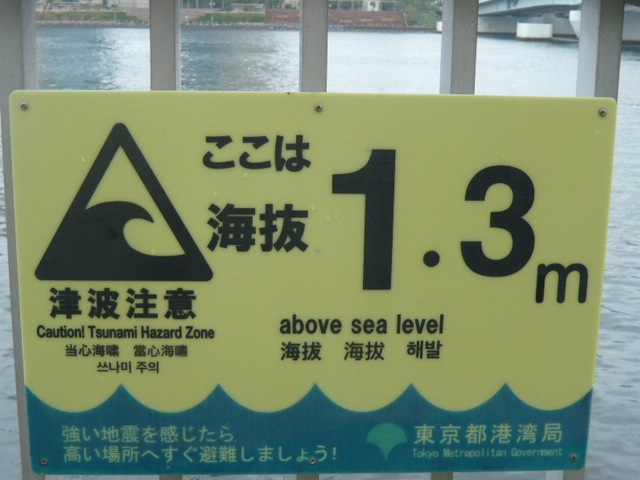 ここは
海抜 1.3m
津波注意
Caution! Tsunami Hazard Zone
当心海啸 當心海嘯
쓰나미 주의
above sea level
海拔 海拔 해발
強い地震を感じたら
高い場所へすぐ避難しましょう!
東京都港湾局
Tokyo Metropolitan Government